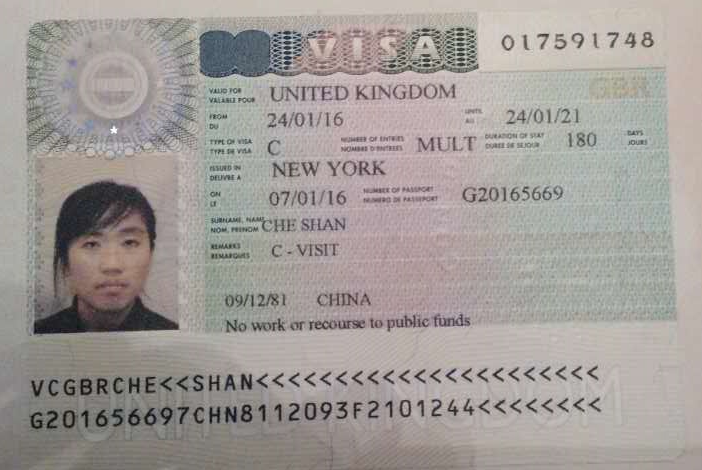 VISA
017591748
GBR
VALID FOR
VALABLE POUR
UNITED KINGDOM
FROM
DU
24/01/16
UNTIL
AU
24/01/21
TYPE OF VISA
TYPE DE VISA
C
NUMBER OF ENTRIES
NOMBRE D'ENTREES
MULT
DURATION OF STAY
DUREE DE SEJOUR
180
DAYS
JOURS
ISSUED IN
DELIVRE A
NEW YORK
ON
LE
07/01/16
NUMBER OF PASSPORT
NUMERO DE PASSEPORT
G20165669
SURNAME, NAME
NOM, PRENOM
CHE SHAN
REMARKS
REMARQUES
C - VISIT
09/12/81 CHINA
No work or recourse to public funds
VCGBRCHE<<SHAN<<<<<<<<<<<<<<<<<<<<<<
G201656697CHN8112093F2101244<<<<<<<<
UNITED KINGDOM